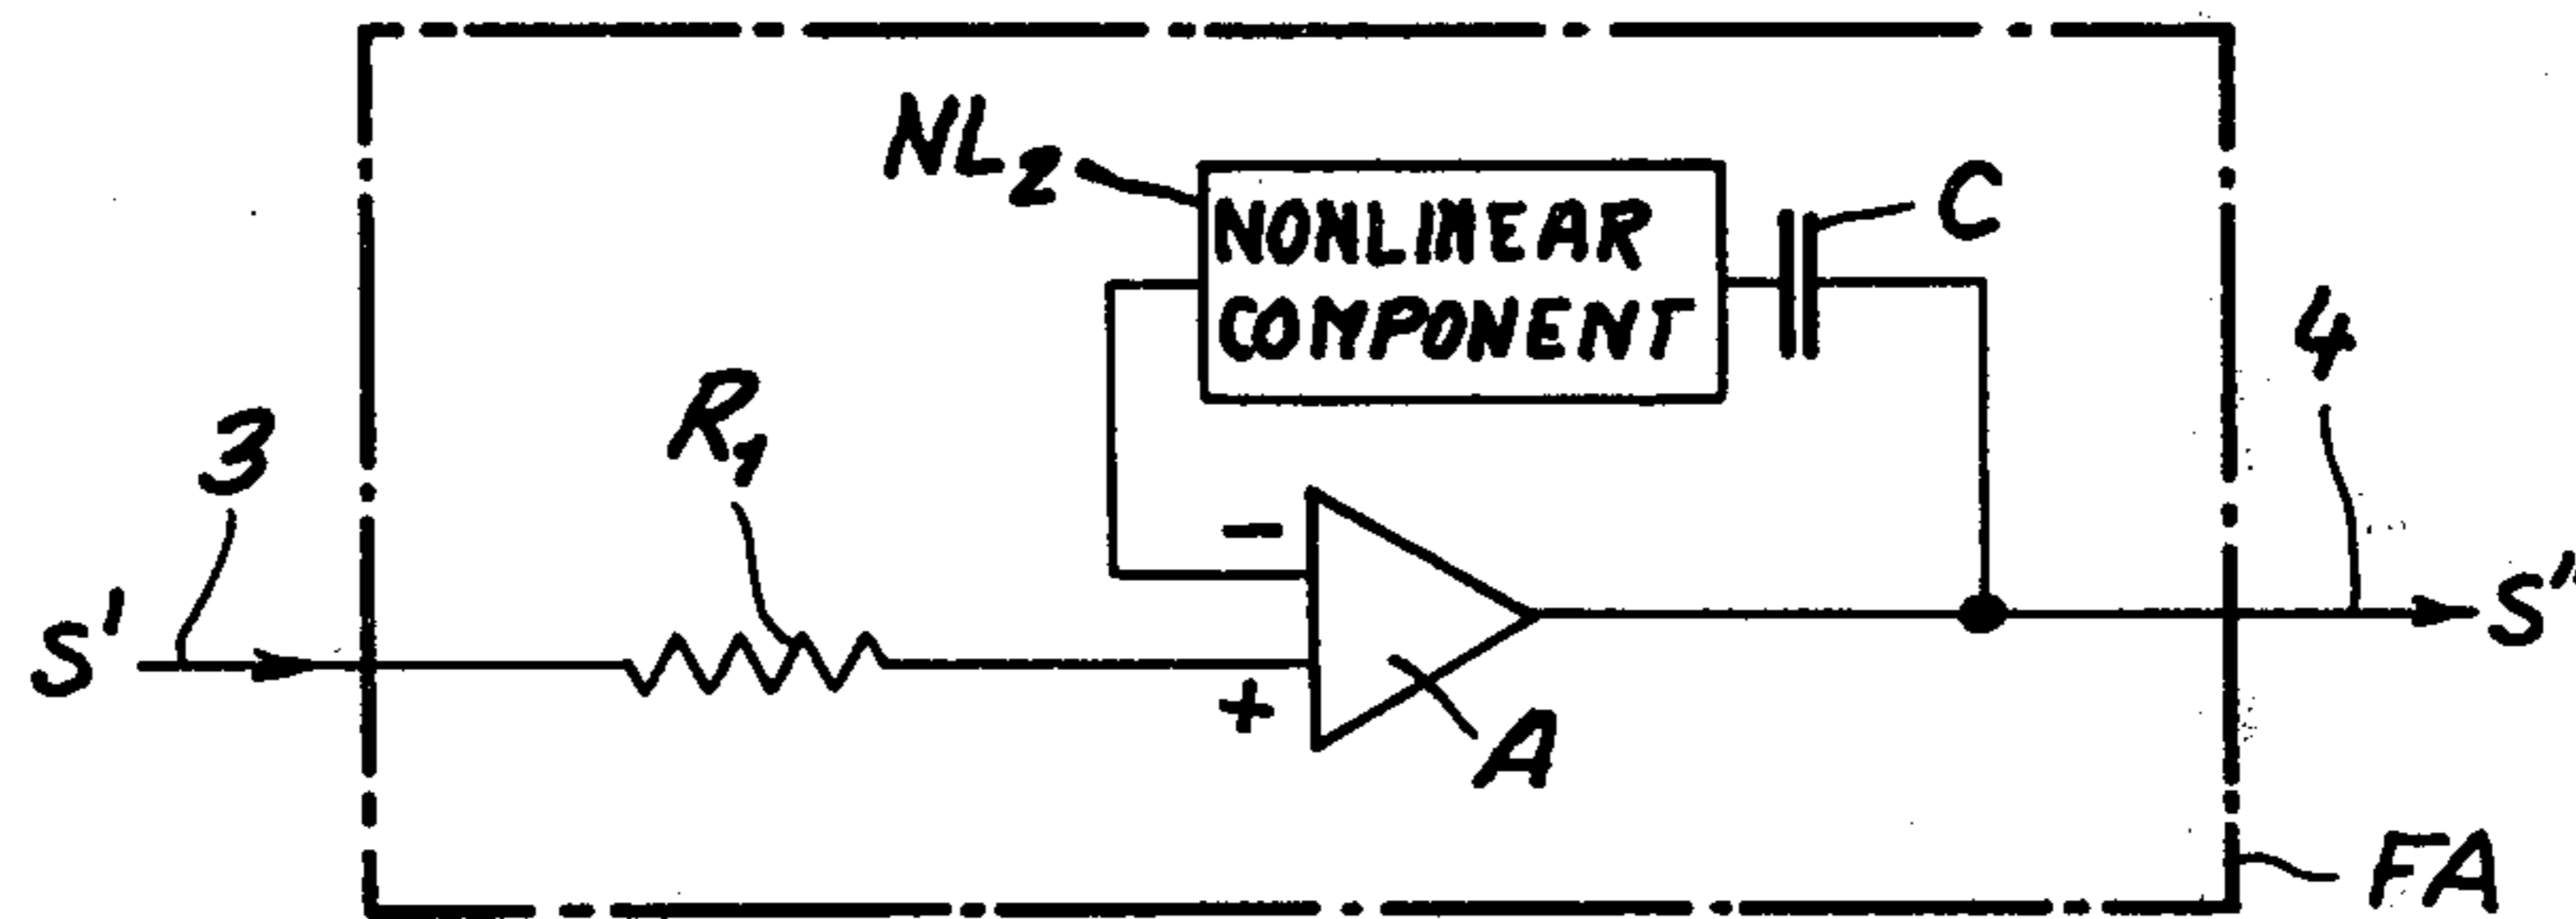 NL2
NONLINEAR
COMPONENT
C
4
3
R1
-
+
A
S'
S"
FA